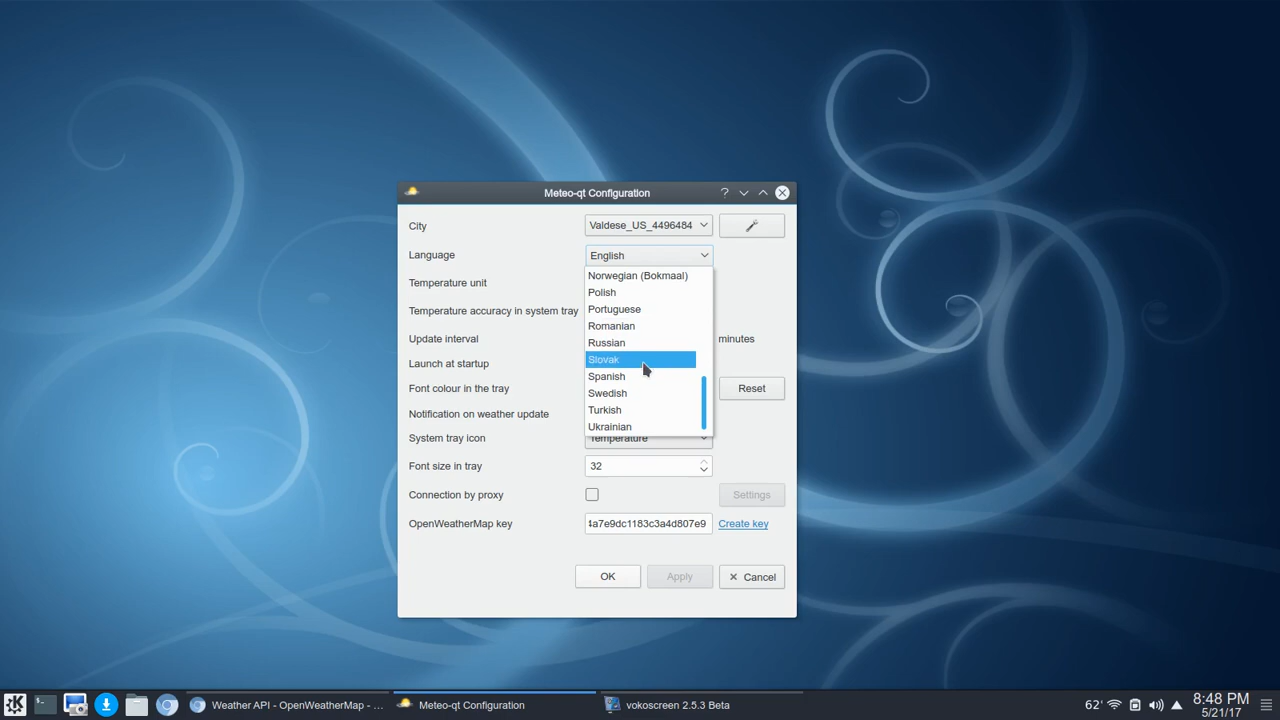 Meteo-qt Configuration
?
City
Valdese_US_4496484
Language
English
Norwegian (Bokmaal)
Temperature unit
Polish
Temperature accuracy in system tray
Portuguese
Romanian
Update interval
Russian
minutes
Launch at startup
Slovak
Spanish
Font colour in the tray
Swedish
Reset
Notification on weather update
Turkish
Ukrainian
System tray icon
Temperature
Font size in tray
32
Connection by proxy
Settings
OpenWeatherMap key
4a7e9dc1183c3a4d807e9
Create key
OK
Apply
Cancel
Weather API - OpenWeatherMap - ...
Meteo-qt Configuration
vokoscreen 2.5.3 Beta
62°
8:48 PM
5/21/17